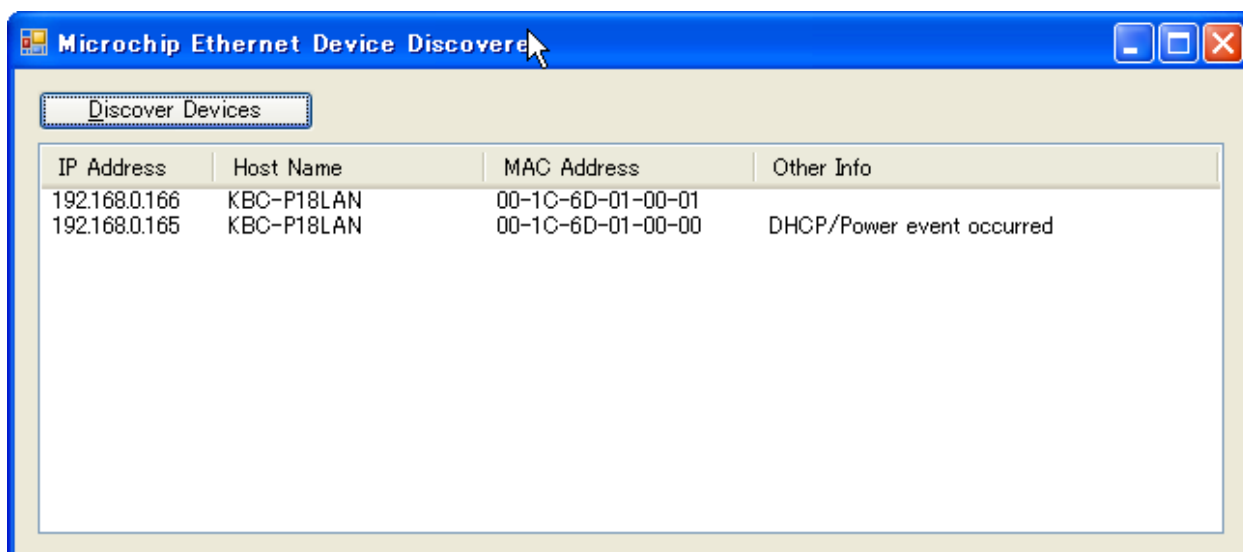 Microchip Ethernet Device Discovere
Discover Devices
IP Address Host Name MAC Address Other Info
192.168.0.166 KBC-P18LAN 00-1C-6D-01-00-01
192.168.0.165 KBC-P18LAN 00-1C-6D-01-00-00 DHCP/Power event occurred